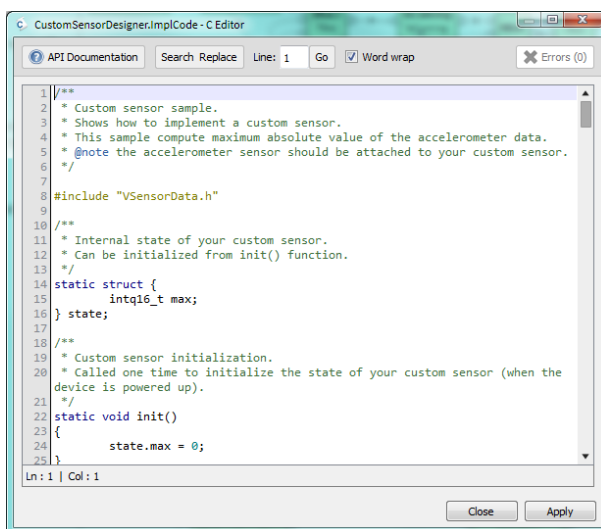 CustomSensorDesigner.ImplCode - C Editor
API Documentation Search Replace Line: 1 Go Word wrap Errors (0)
1 /**
2 * Custom sensor sample.
3 * Shows how to implement a custom sensor.
4 * This sample compute maximum absolute value of the accelerometer data.
5 * @note the accelerometer sensor should be attached to your custom sensor.
6 */
7
8 #include "VSensorData.h"
9
10 /**
11 * Internal state of your custom sensor.
12 * Can be initialized from init() function.
13 */
14 static struct {
15 intq16_t max;
16 } state;
17
18 /**
19 * Custom sensor initialization.
20 * Called one time to initialize the state of your custom sensor (when the
device is powered up).
21 */
22 static void init()
23 {
24 state.max = 0;
25 }
Ln : 1 | Col : 1
Close Apply